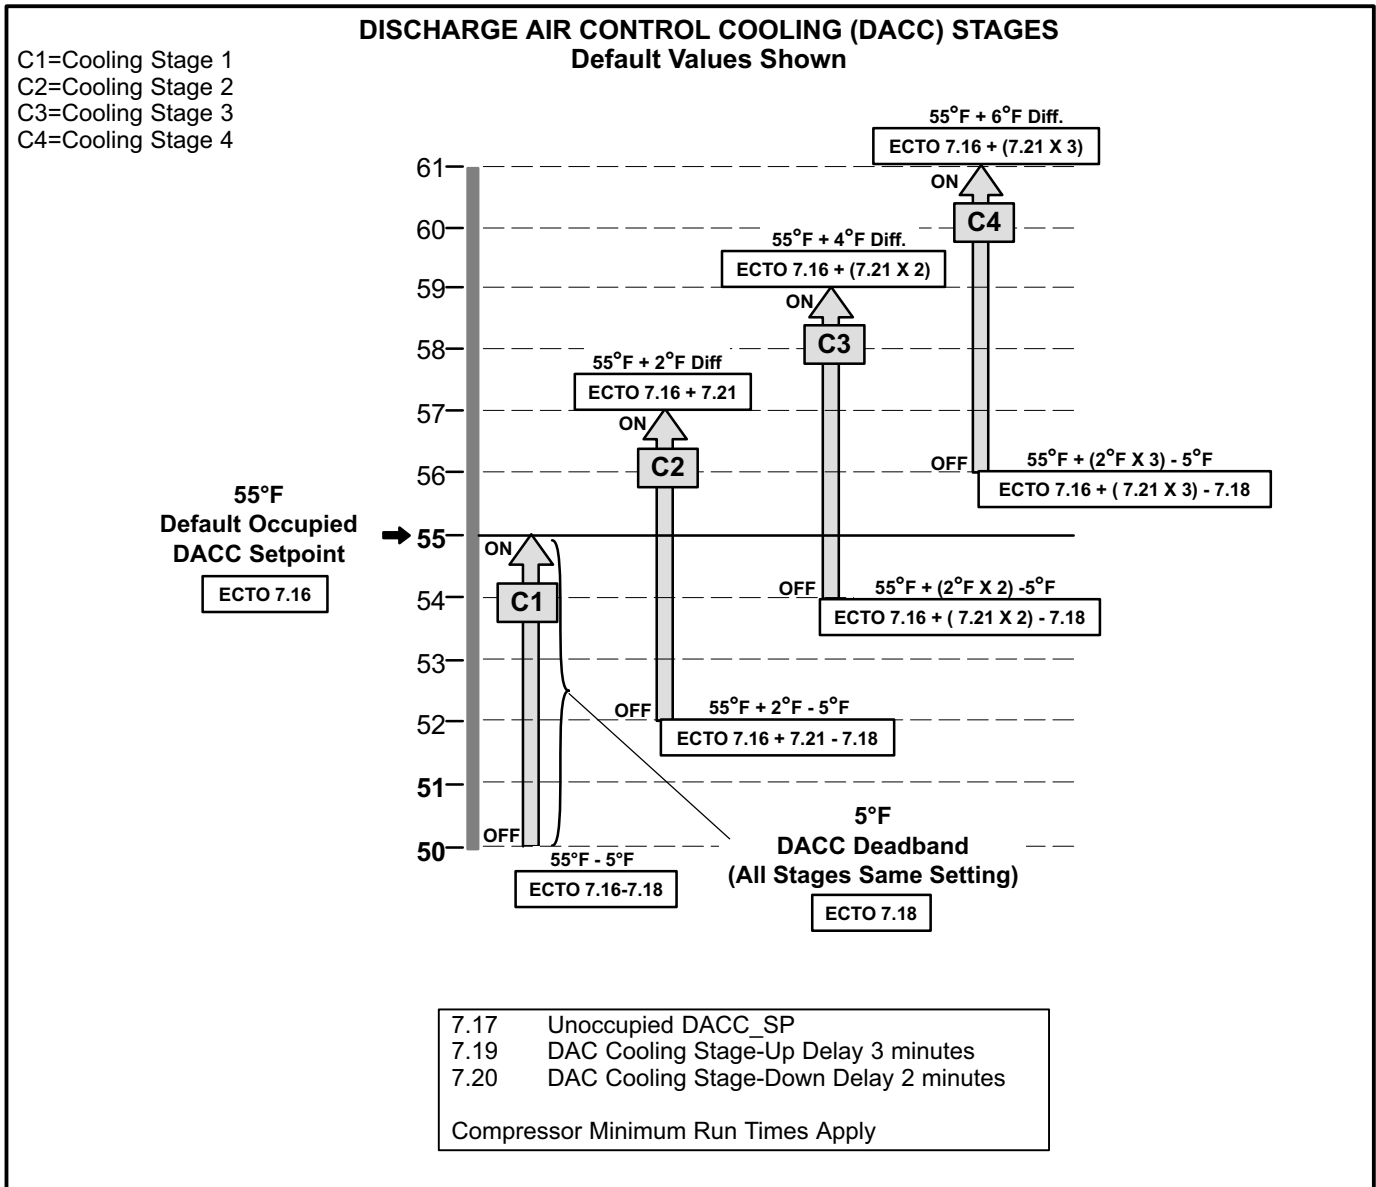 DISCHARGE AIR CONTROL COOLING (DACC) STAGES
Default Values Shown
C1=Cooling Stage 1
C2=Cooling Stage 2
C3=Cooling Stage 3
C4=Cooling Stage 4
55°F + 6°F Diff.
ECTO 7.16 + (7.21 X 3)
61
ON
C4
60
55°F + 4°F Diff.
ECTO 7.16 + (7.21 X 2)
59
ON
C3
58
55°F + 2°F Diff
ECTO 7.16 + 7.21
57
ON
C2
56
OFF
55°F + (2°F X 3) - 5°F
ECTO 7.16 + ( 7.21 X 3) - 7.18
55°F
Default Occupied
DACC Setpoint
ECTO 7.16
55
ON
C1
54
OFF
55°F + (2°F X 2) -5°F
ECTO 7.16 + ( 7.21 X 2) - 7.18
53
52
OFF
55°F + 2°F - 5°F
ECTO 7.16 + 7.21 - 7.18
51
50
OFF
55°F - 5°F
ECTO 7.16-7.18
5°F
DACC Deadband
(All Stages Same Setting)
ECTO 7.18
7.17 Unoccupied DACC_SP
7.19 DAC Cooling Stage-Up Delay 3 minutes
7.20 DAC Cooling Stage-Down Delay 2 minutes
Compressor Minimum Run Times Apply